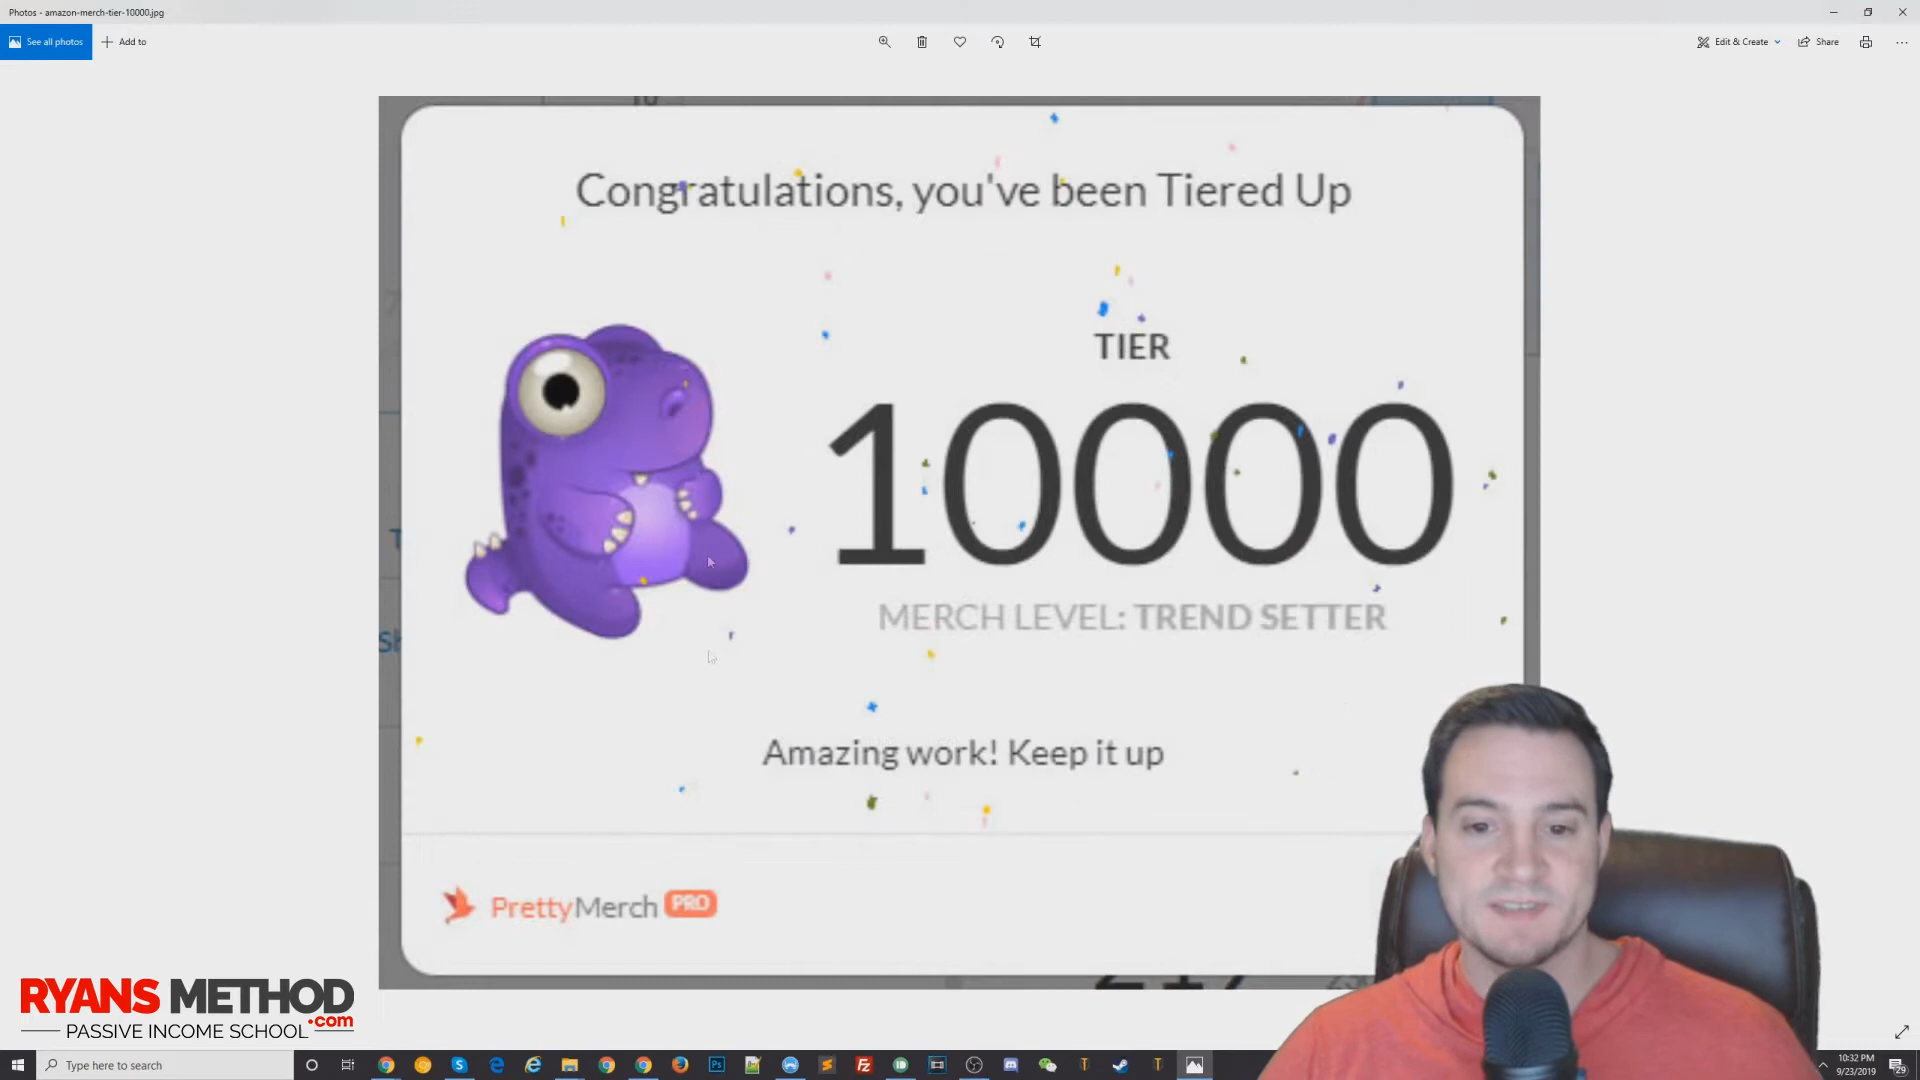 Photos - amazon-merch-tier-10000.jpg
See all photos
Add to
Edit & Create
Share
Congratulations, you've been Tiered Up
TIER
10000
MERCH LEVEL: TREND SETTER
Amazing work! Keep it up
PrettyMerch PRO
RYANS METHOD
.com
PASSIVE INCOME SCHOOL
Type here to search
10:32 PM
9/23/2019
29